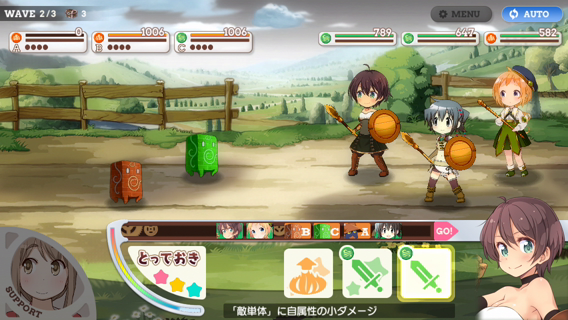 WAVE 2/3 3
MENU
AUTO
0
A
1006
B
1006
C
789
647
582
B C A GO!
とっておき
SUPPORT
「敵単体」に自属性の小ダメージ